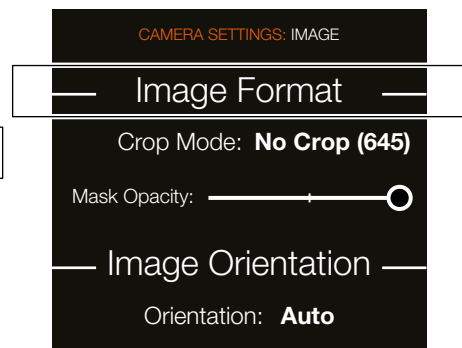 CAMERA SETTINGS: IMAGE
Image Format
Crop Mode: No Crop (645)
Mask Opacity:
Image Orientation
Orientation: Auto